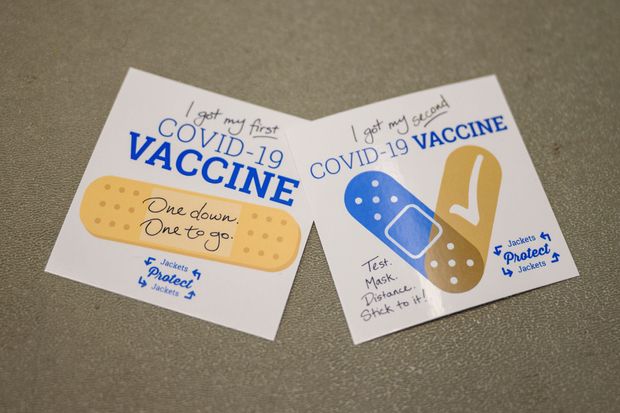 I got my first
COVID-19
VACCINE
One down.
One to go.
Jackets
Protect
Jackets
I got my second
COVID-19 VACCINE
Test.
Mask.
Distance.
Stick to it!
Jackets
Protect
Jackets